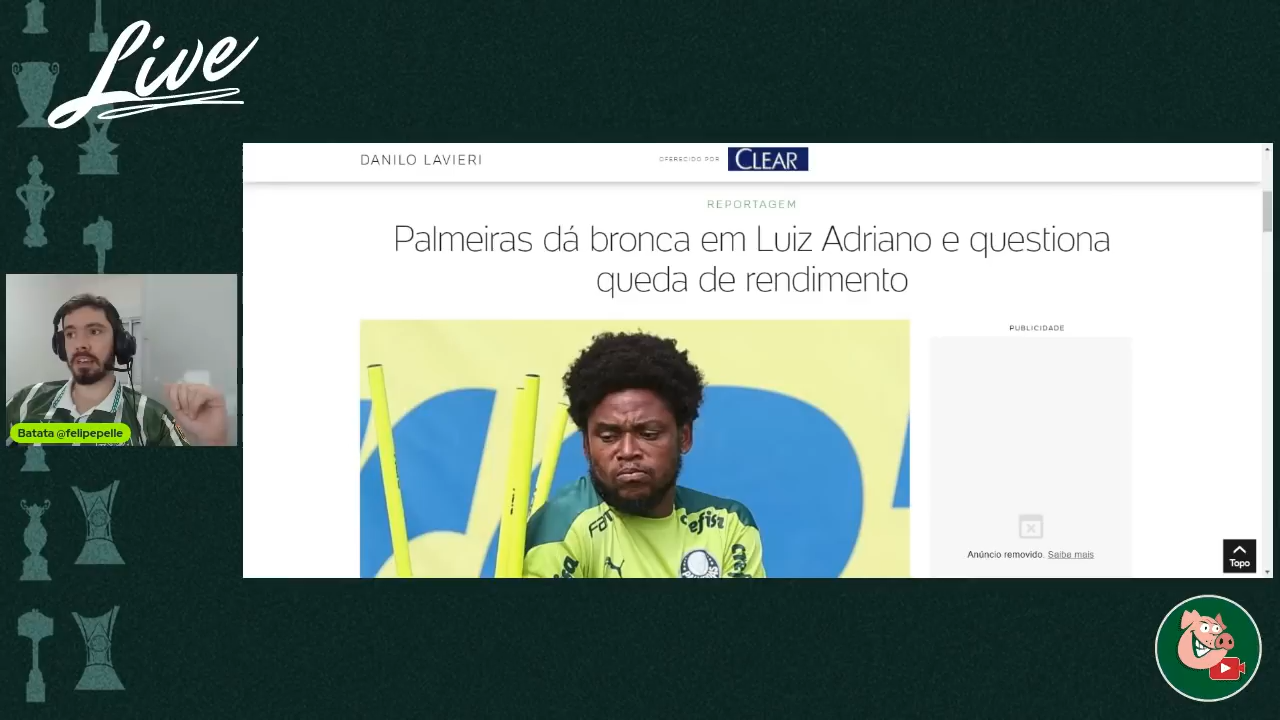 Live
DANILO LAVIERI
OFERECIDO POR
CLEAR
REPORTAGEM
Palmeiras dá bronca em Luiz Adriano e questiona
queda de rendimento
PUBLICIDADE
Anúncio removido. Saibe mais
Topo
Batata @felipepelle